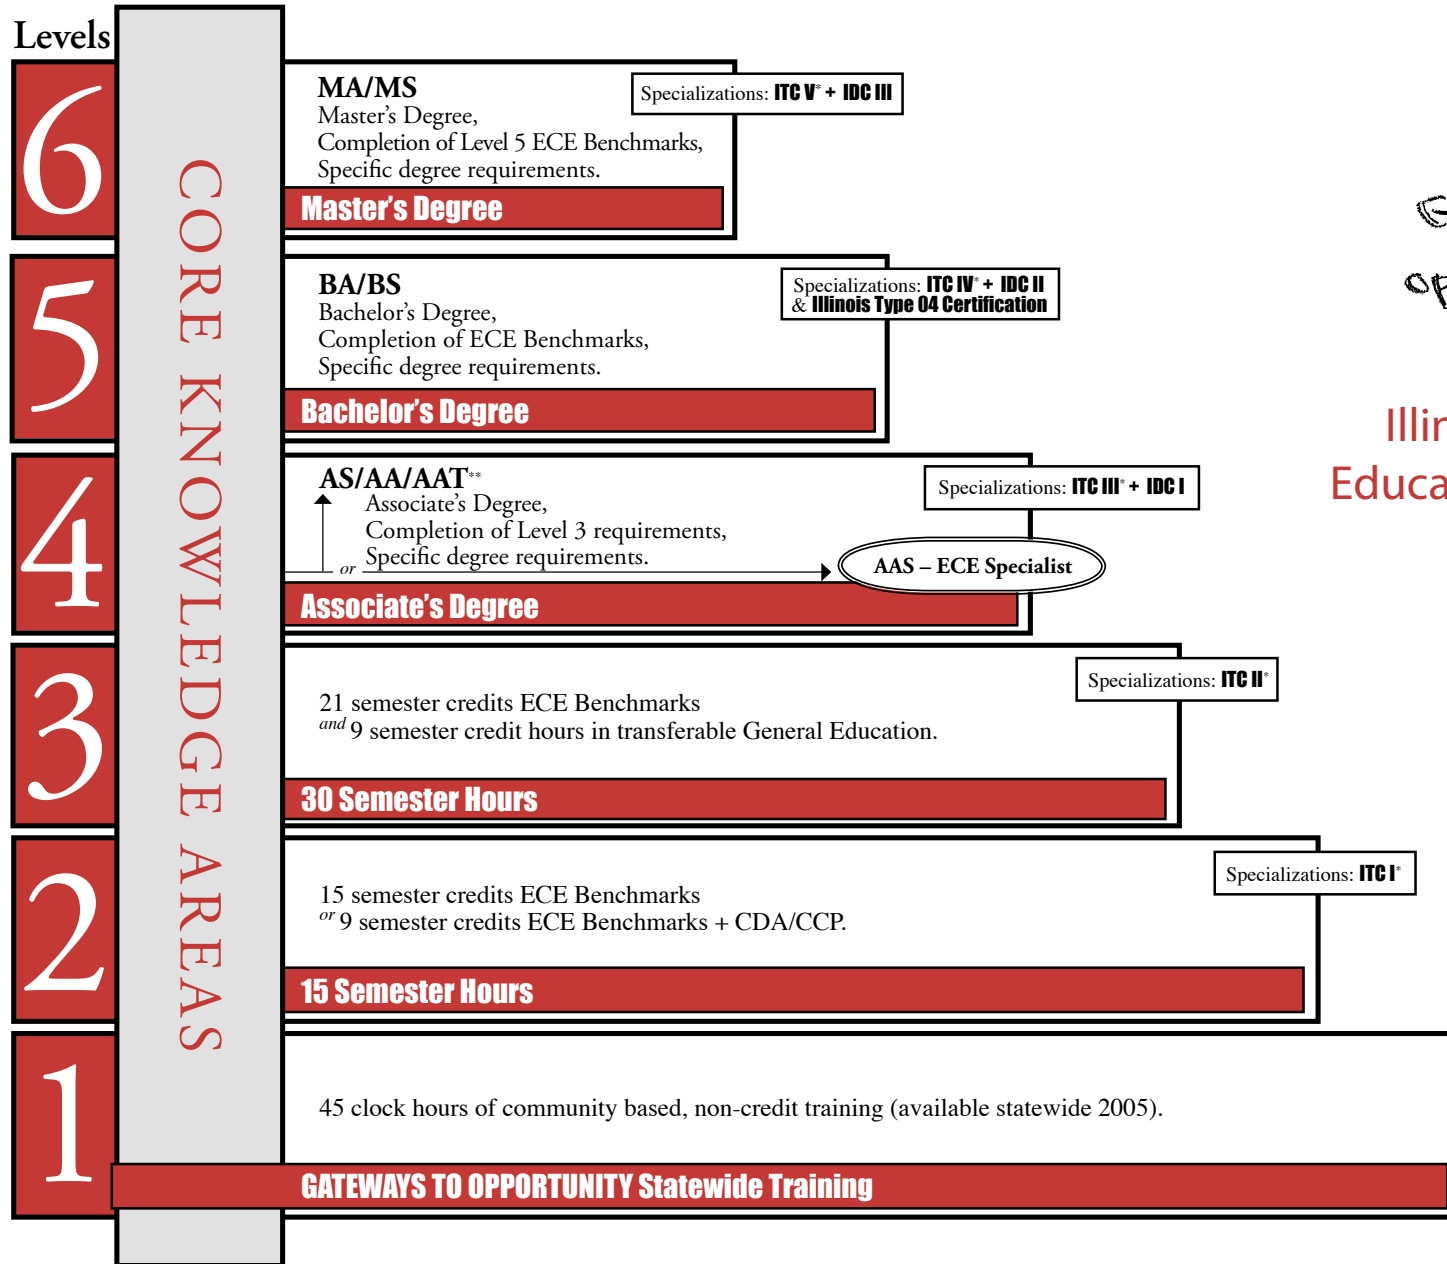 Levels
6
MA/MS
Master's Degree,
Completion of Level 5 ECE Benchmarks,
Specific degree requirements.
Master's Degree
Specializations: ITC V* + IDC III
5
BA/BS
Bachelor's Degree,
Completion of ECE Benchmarks,
Specific degree requirements.
Bachelor's Degree
Specializations: ITC IV* + IDC II
& Illinois Type 04 Certification
4
AS/AA/AAT**
Associate's Degree,
Completion of Level 3 requirements,
Specific degree requirements.
or
AAS – ECE Specialist
Associate's Degree
Specializations: ITC III* + IDC I
3
21 semester credits ECE Benchmarks
and 9 semester credit hours in transferable General Education.
30 Semester Hours
Specializations: ITC II*
2
15 semester credits ECE Benchmarks
or 9 semester credits ECE Benchmarks + CDA/CCP.
15 Semester Hours
Specializations: ITC I*
1
45 clock hours of community based, non-credit training (available statewide 2005).
GATEWAYS TO OPPORTUNITY Statewide Training
CORE KNOWLEDGE AREAS